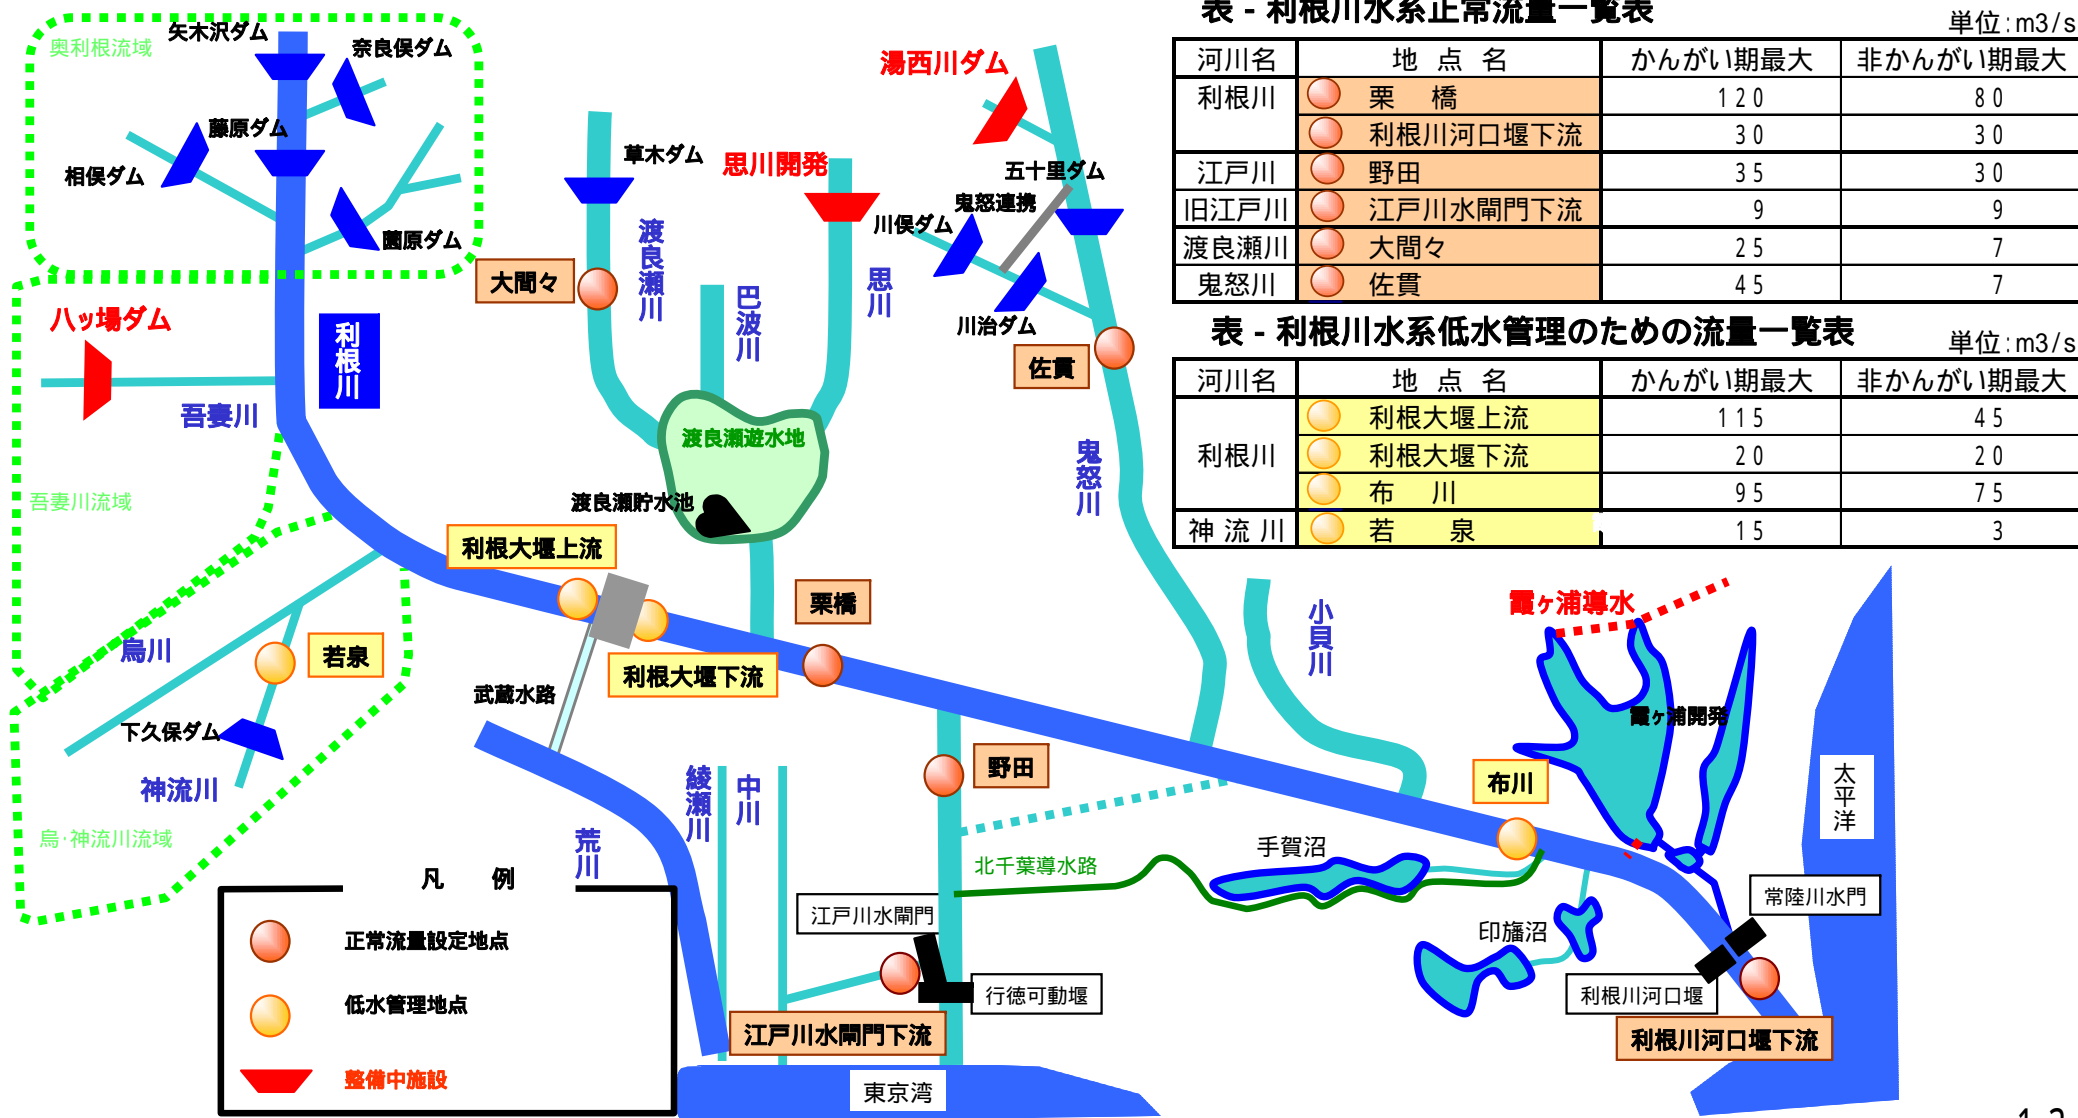 表－利根川水系正常流量一覧表
単位:m3/s
河川名 地 点 名 かんがい期最大 非かんがい期最大
利根川 栗 橋 120 80
利根川河口堰下流 30 30
江戸川 野田 35 30
旧江戸川 江戸川水閘門下流 9 9
渡良瀬川 大間々 25 7
鬼怒川 佐貫 45 7
表－利根川水系低水管理のための流量一覧表
単位:m3/s
河川名 地 点 名 かんがい期最大 非かんがい期最大
利根川 利根大堰上流 115 45
利根大堰下流 20 20
布 川 95 75
神流川 若 泉 15 3
奥利根流域
矢木沢ダム
奈良俣ダム
藤原ダム
相俣ダム
薗原ダム
八ッ場ダム
利根川
吾妻川
吾妻川流域
烏川
若泉
下久保ダム
神流川
烏・神流川流域
草木ダム
渡良瀬川
大間々
巴波川
思川開発
思川
渡良瀬遊水地
渡良瀬貯水池
湯西川ダム
五十里ダム
鬼怒連携
川俣ダム
川治ダム
佐貫
鬼怒川
小貝川
利根大堰上流
利根大堰下流
栗橋
武蔵水路
荒川
綾瀬川
中川
野田
北千葉導水路
手賀沼
印旛沼
布川
霞ヶ浦導水
霞ヶ浦開発
太平洋
常陸川水門
利根川河口堰
利根川河口堰下流
江戸川水閘門
行徳可動堰
江戸川水閘門下流
東京湾
凡 例
正常流量設定地点
低水管理地点
整備中施設
12